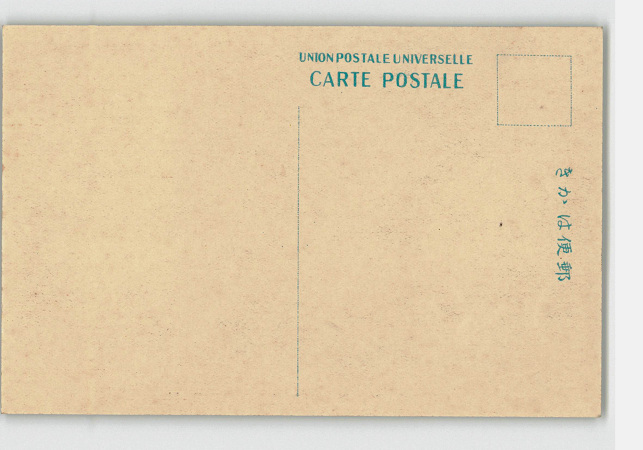 UNION POSTALE UNIVERSELLE
CARTE POSTALE
きかは便郵